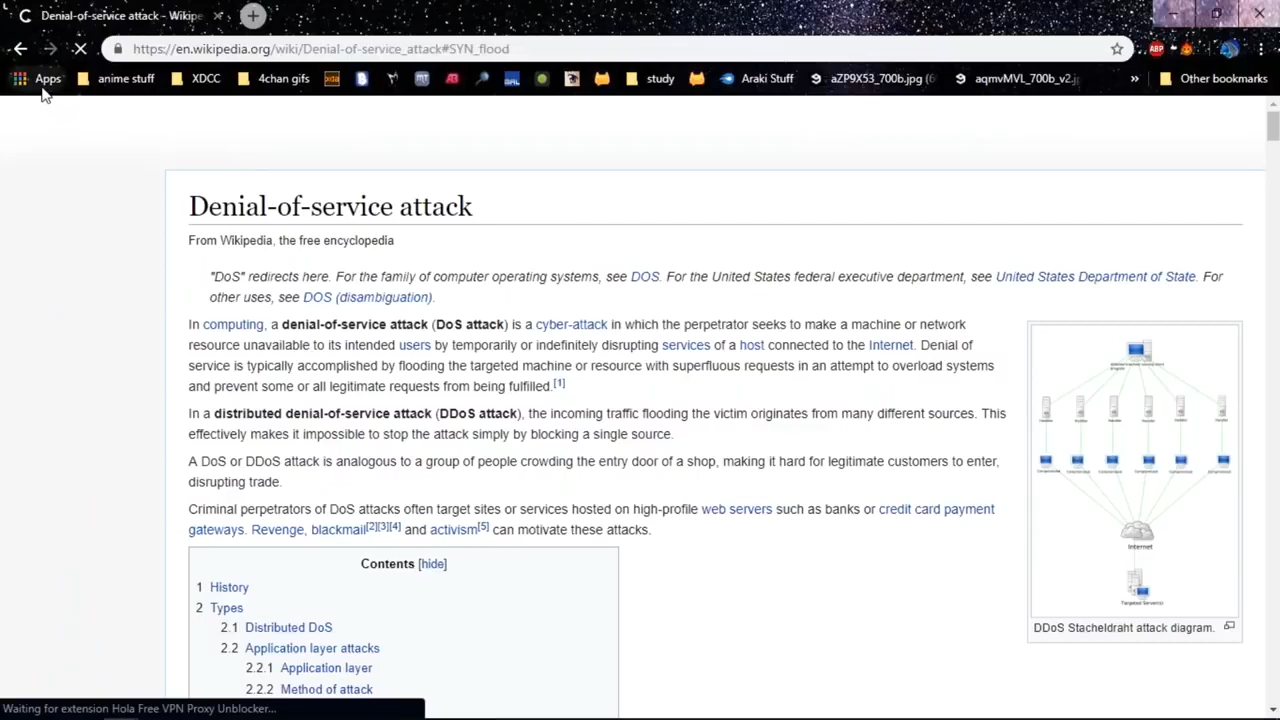 Denial-of-service attack - Wikipe
https://en.wikipedia.org/wiki/Denial-of-service_attack#SYN_flood
Apps anime stuff XDCC 4chan gifs study Araki Stuff aZP9X53_700b.jpg (6 aqmvMVL_700b_v2.j » Other bookmarks
Denial-of-service attack
From Wikipedia, the free encyclopedia
"DoS" redirects here. For the family of computer operating systems, see DOS. For the United States federal executive department, see United States Department of State. For
other uses, see DOS (disambiguation).
In computing, a denial-of-service attack (DoS attack) is a cyber-attack in which the perpetrator seeks to make a machine or network
resource unavailable to its intended users by temporarily or indefinitely disrupting services of a host connected to the Internet. Denial of
service is typically accomplished by flooding the targeted machine or resource with superfluous requests in an attempt to overload systems
and prevent some or all legitimate requests from being fulfilled.[1]
In a distributed denial-of-service attack (DDoS attack), the incoming traffic flooding the victim originates from many different sources. This
effectively makes it impossible to stop the attack simply by blocking a single source.
A DoS or DDoS attack is analogous to a group of people crowding the entry door of a shop, making it hard for legitimate customers to enter,
disrupting trade.
Criminal perpetrators of DoS attacks often target sites or services hosted on high-profile web servers such as banks or credit card payment
gateways. Revenge, blackmail[2][3][4] and activism[5] can motivate these attacks.
Internet
Targeted Server(s)
DDoS Stacheldraht attack diagram.
Contents [hide]
1 History
2 Types
2.1 Distributed DoS
2.2 Application layer attacks
2.2.1 Application layer
2.2.2 Method of attack
Waiting for extension Hola Free VPN Proxy Unblocker...